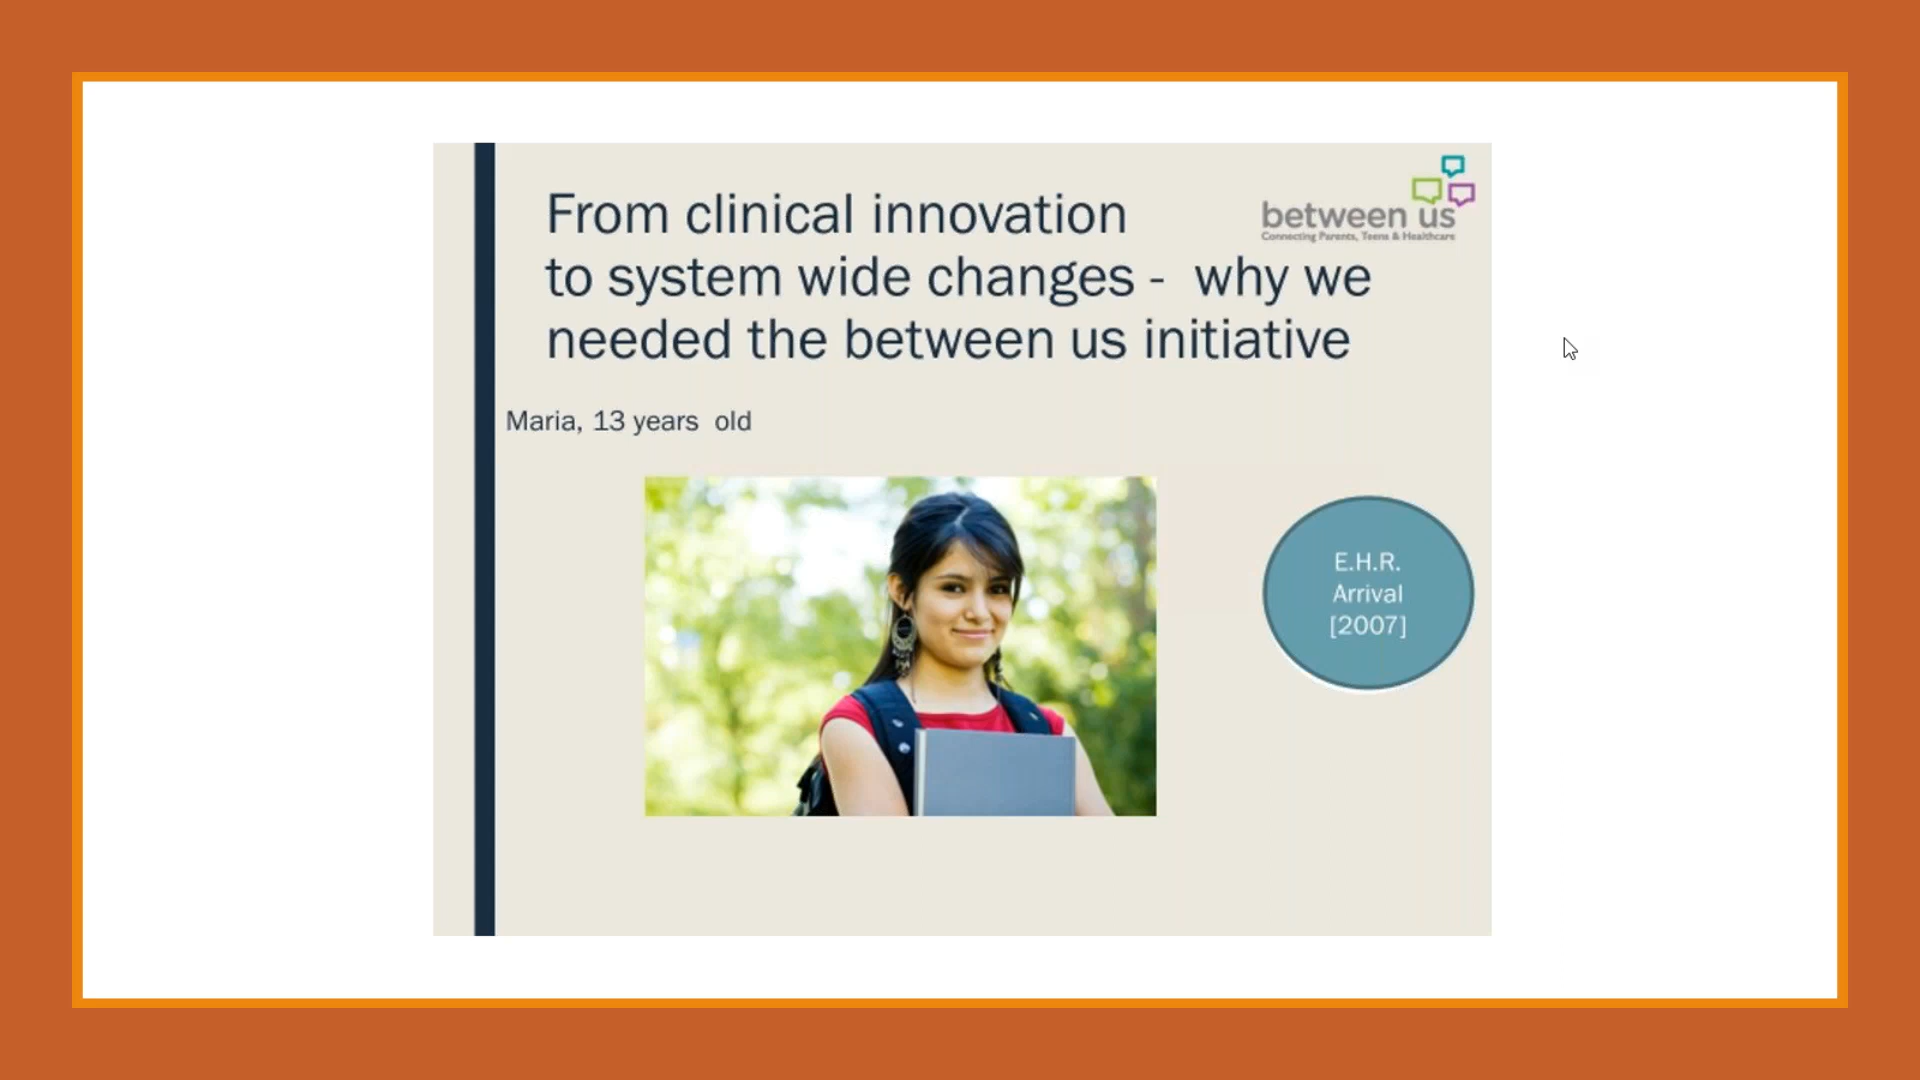 From clinical innovation
to system wide changes - why we
needed the between us initiative
between us
Connecting Parents, Teens & Healthcare
Maria, 13 years old
E.H.R.
Arrival
[2007]